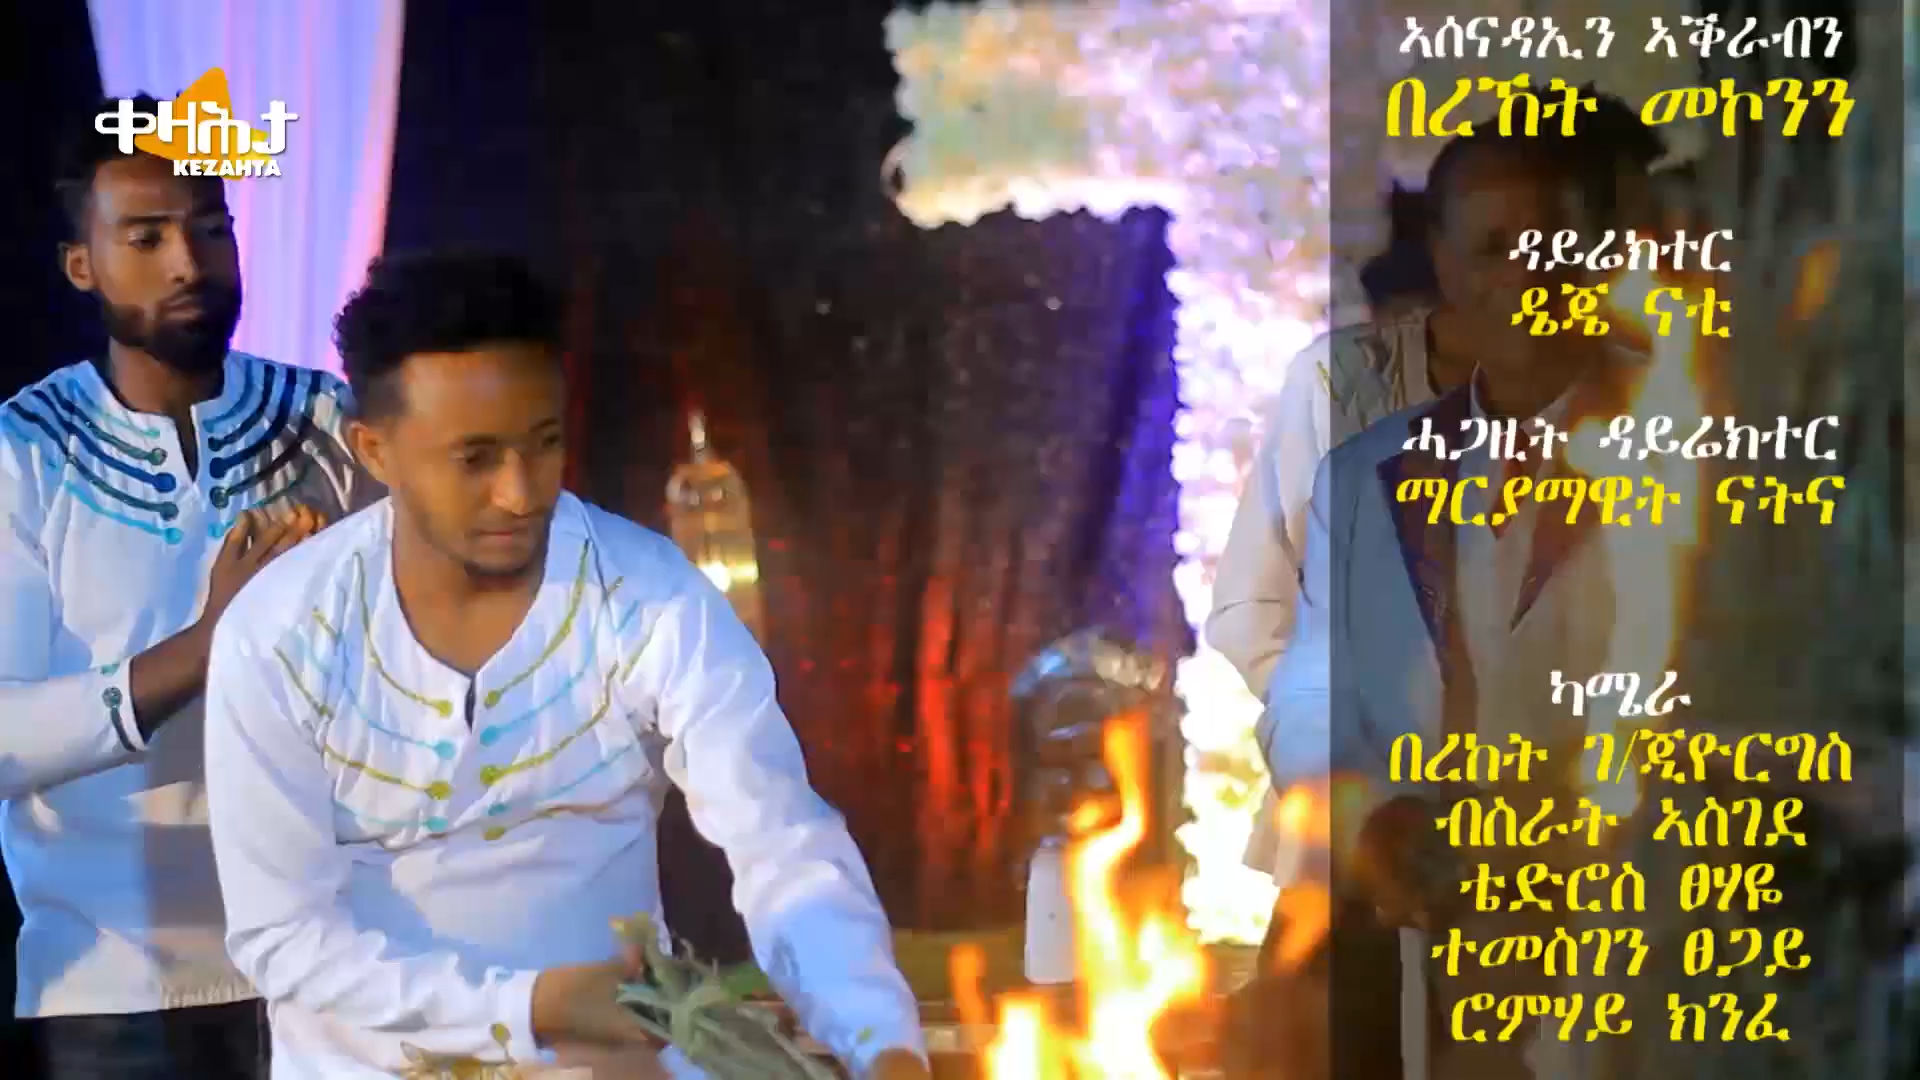 ቀዛሕታ
KEZAHTA
ኣሰናዳኢን ኣቕራብን
በረኸት መኮንን
ዳይሬክተር
ዴጄ ናቲ
ሓጋዚት ዳይሬክተር
ማርያማዊት ናትና
ካሜራ
በረከት ገ/ጂዮርግስ
ብስራት ኣስገደ
ቴድሮስ ፀሃዬ
ተመስገን ፀጋይ
ሮምሃይ ክንፈ